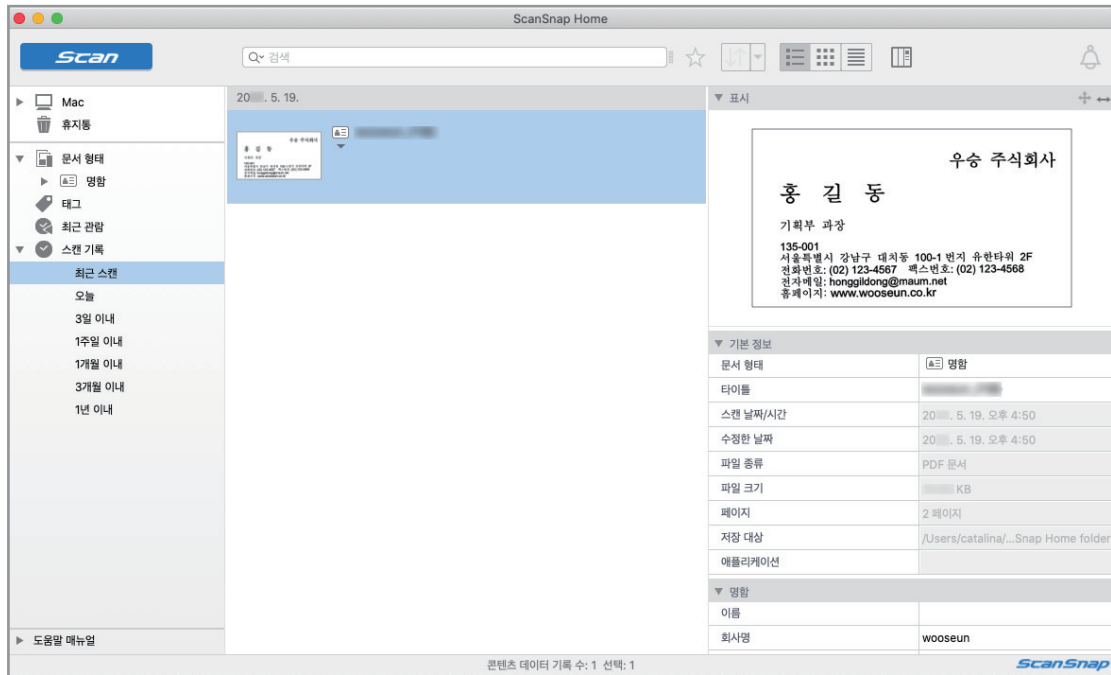 ScanSnap Home
Scan
검색
Mac
휴지통
문서 형태
명함
태그
최근 관람
스캔 기록
최근 스캔
오늘
3일 이내
1주일 이내
1개월 이내
3개월 이내
1년 이내
도움말 매뉴얼
20 . 5. 19.
표시
우승 주식회사
홍 길 동
기획부 과장
135-001
서울특별시 강남구 대치동 100-1 번지 유한타워 2F
전화번호: (02) 123-4567 팩스번호: (02) 123-4568
전자메일: honggildong@maum.net
홈페이지: www.wooseun.co.kr
기본 정보
문서 형태 명함
타이틀
스캔 날짜/시간 20 . 5. 19. 오후 4:50
수정한 날짜 20 . 5. 19. 오후 4:50
파일 종류 PDF 문서
파일 크기 KB
페이지 2 페이지
저장 대상 /Users/catalina/...Snap Home folder
애플리케이션
명함
이름
회사명 wooseun
콘텐츠 데이터 기록 수: 1 선택: 1
ScanSnap